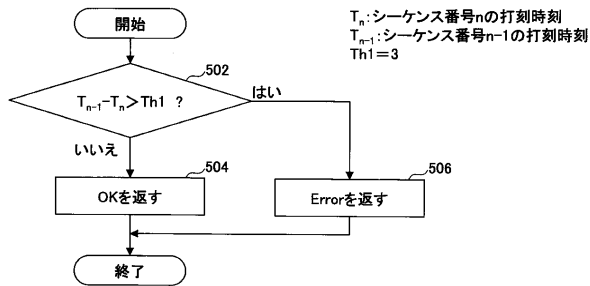 開始
Tn:シーケンス番号nの打刻時刻
Tn-1:シーケンス番号n-1の打刻時刻
Th1=3
502
Tn-1-Tn>Th1 ?
はい
いいえ
504
OKを返す
506
Errorを返す
終了